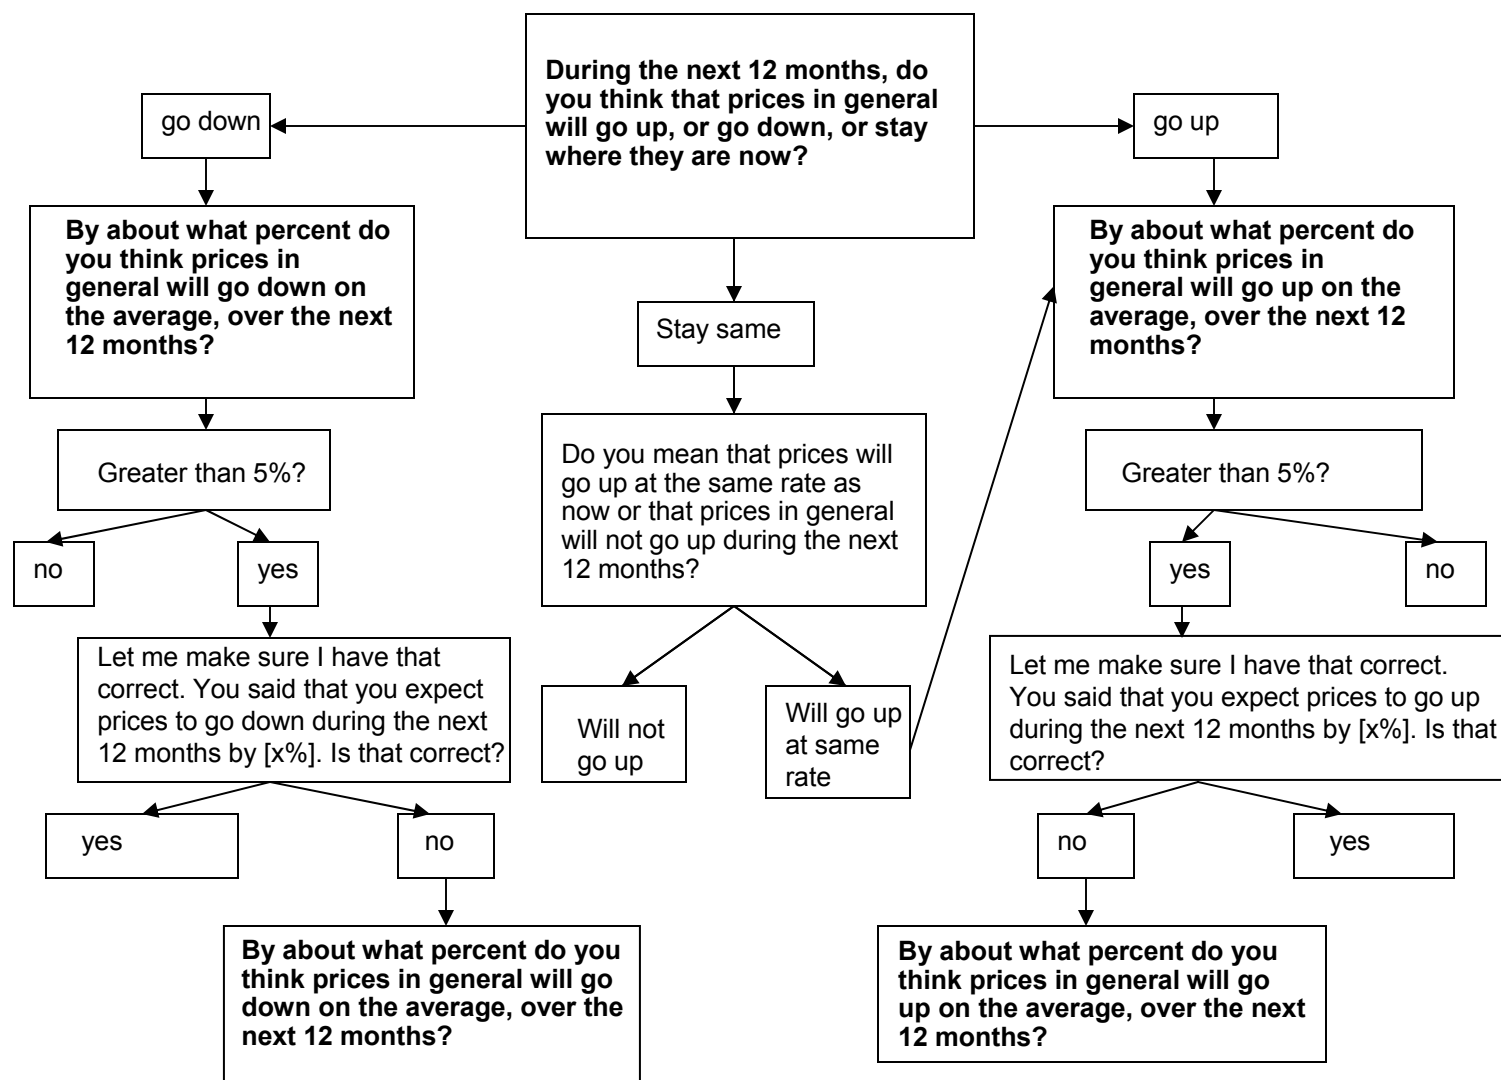 During the next 12 months, do
you think that prices in general
will go up, or go down, or stay
where they are now?
go down
go up
By about what percent do
you think prices in
general will go down on
the average, over the next
12 months?
Stay same
By about what percent do
you think prices in
general will go up on the
average, over the next 12
months?
Greater than 5%?
Do you mean that prices will
go up at the same rate as
now or that prices in general
will not go up during the next
12 months?
Greater than 5%?
no
yes
yes
no
Let me make sure I have that
correct. You said that you expect
prices to go down during the next
12 months by [x%]. Is that correct?
Will not
go up
Will go up
at same
rate
Let me make sure I have that correct.
You said that you expect prices to go up
during the next 12 months by [x%]. Is that
correct?
yes
no
no
yes
By about what percent do you
think prices in general will go
down on the average, over the
next 12 months?
By about what percent do you
think prices in general will go
up on the average, over the next
12 months?